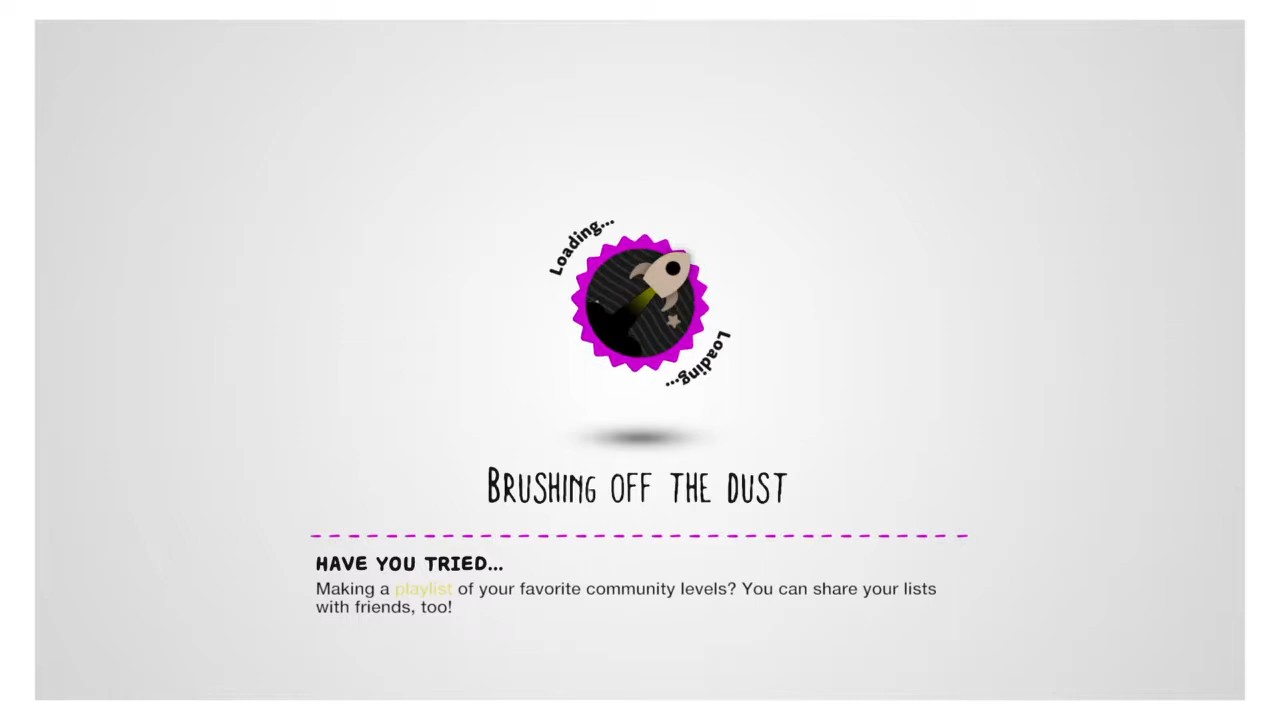 Loading...
Loading...
BRUSHING OFF THE DUST
HAVE YOU TRIED...
Making a playlist of your favorite community levels? You can share your lists
with friends, too!